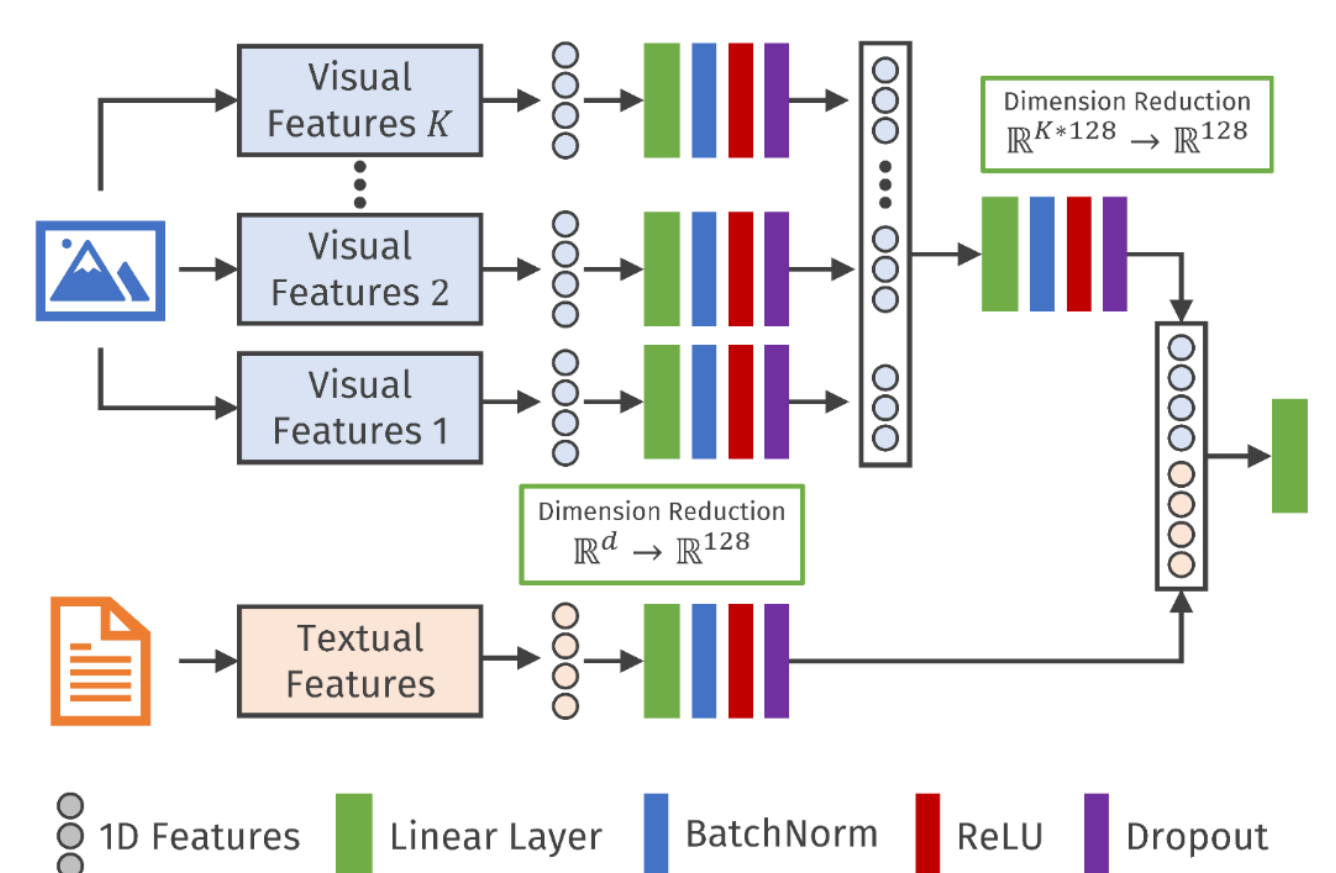 Visual
Features K
Dimension Reduction
ℝ^{K*128} → ℝ^{128}
Visual
Features 2
Visual
Features 1
Dimension Reduction
ℝ^d → ℝ^{128}
Textual
Features
1D Features
Linear Layer
BatchNorm
ReLU
Dropout